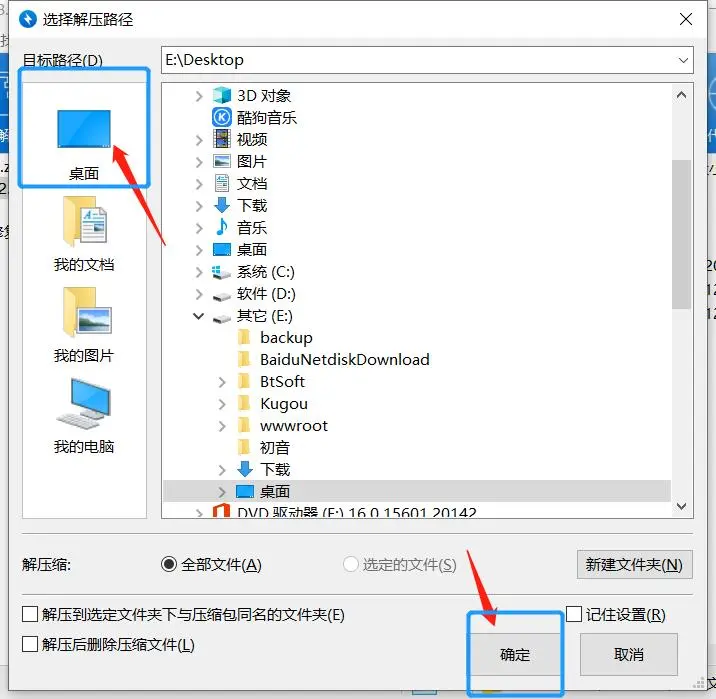 选择解压路径
目标路径(D)
E:\Desktop
桌面
我的文档
我的图片
我的电脑
3D 对象
酷狗音乐
视频
图片
文档
下载
音乐
桌面
系统 (C:)
软件 (D:)
其它 (E:)
backup
BaiduNetdiskDownload
BtSoft
Kugou
wwwroot
初音
下载
桌面
DVD 驱动器 (F:) 16.0.15601.20142
解压缩:
全部文件(A)
选定的文件(S)
新建文件夹(N)
解压到选定文件夹下与压缩包同名的文件夹(E)
记住设置(R)
解压后删除压缩文件(L)
确定
取消